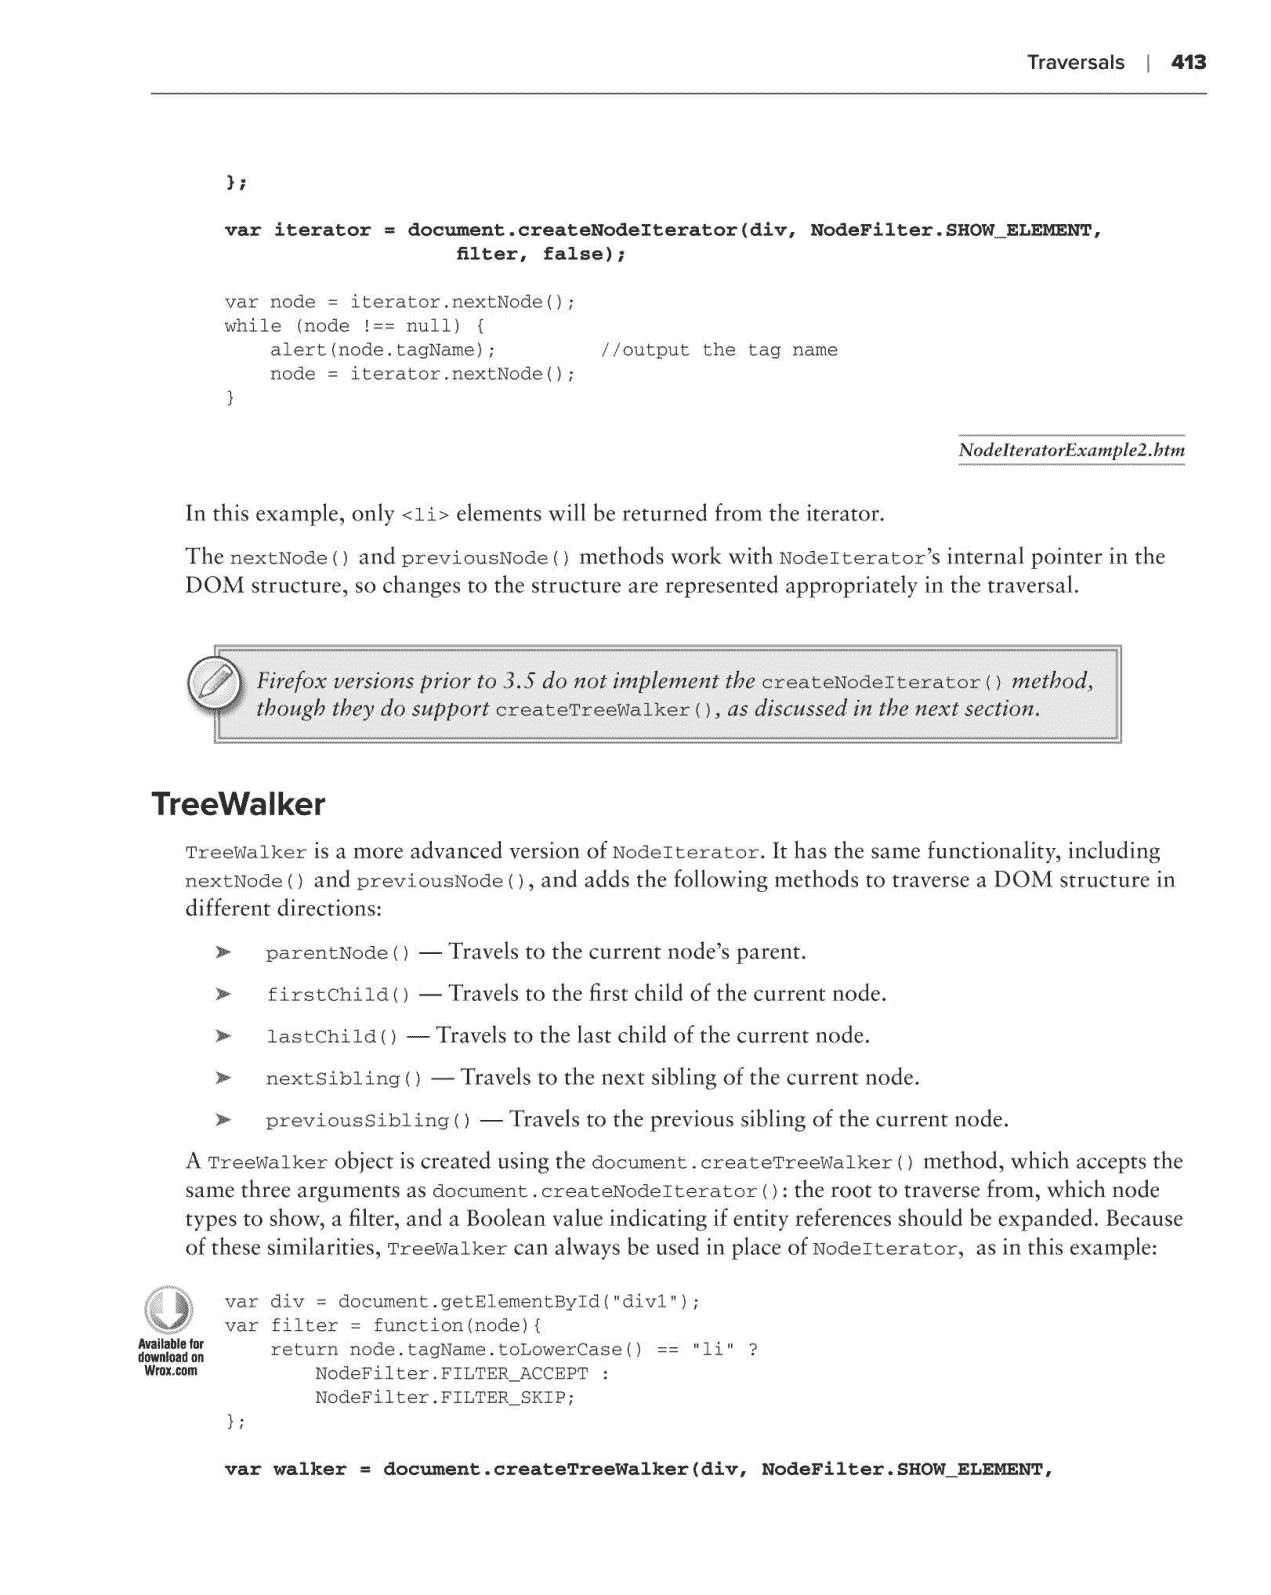 Traversals | 413
};
var iterator = document.createNodeIterator(div, NodeFilter.SHOW_ELEMENT,
filter, false);
var node = iterator.nextNode();
while (node !== null) {
alert(node.tagName); //output the tag name
node = iterator.nextNode();
}
NodeIteratorExample2.htm
In this example, only <li> elements will be returned from the iterator.
The nextNode() and previousNode() methods work with NodeIterator’s internal pointer in the
DOM structure, so changes to the structure are represented appropriately in the traversal.
Firefox versions prior to 3.5 do not implement the createNodeIterator() method,
though they do support createTreeWalker(), as discussed in the next section.
TreeWalker
TreeWalker is a more advanced version of NodeIterator. It has the same functionality, including
nextNode() and previousNode(), and adds the following methods to traverse a DOM structure in
different directions:
➤ parentNode() — Travels to the current node’s parent.
➤ firstChild() — Travels to the first child of the current node.
➤ lastChild() — Travels to the last child of the current node.
➤ nextSibling() — Travels to the next sibling of the current node.
➤ previousSibling() — Travels to the previous sibling of the current node.
A TreeWalker object is created using the document.createTreeWalker() method, which accepts the
same three arguments as document.createNodeIterator(): the root to traverse from, which node
types to show, a filter, and a Boolean value indicating if entity references should be expanded. Because
of these similarities, TreeWalker can always be used in place of NodeIterator, as in this example:
Available for
download on
Wrox.com
var div = document.getElementById("div1");
var filter = function(node){
return node.tagName.toLowerCase() == "li" ?
NodeFilter.FILTER_ACCEPT :
NodeFilter.FILTER_SKIP;
};
var walker = document.createTreeWalker(div, NodeFilter.SHOW_ELEMENT,